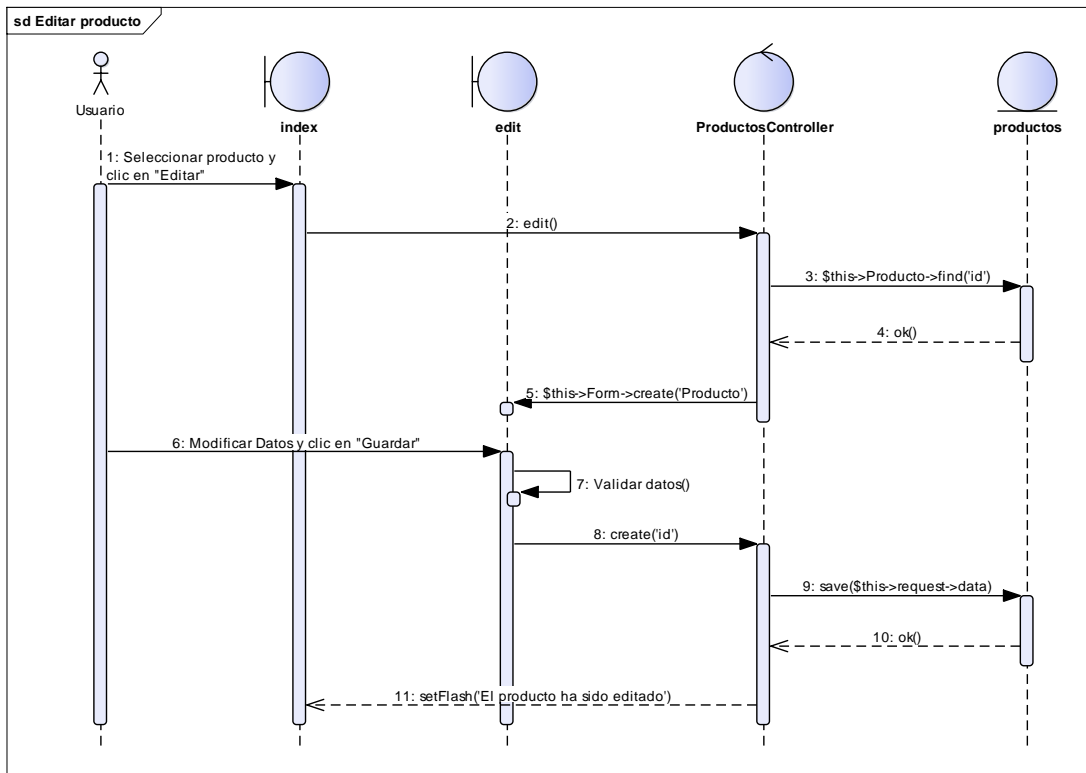 sd Editar producto
Usuario
index
edit
ProductosController
productos
1: Seleccionar producto y
clic en "Editar"
2: edit()
3: $this->Producto->find('id')
4: ok()
5: $this->Form->create('Producto')
6: Modificar Datos y clic en "Guardar"
7: Validar datos()
8: create('id')
9: save($this->request->data)
10: ok()
11: setFlash('El producto ha sido editado')